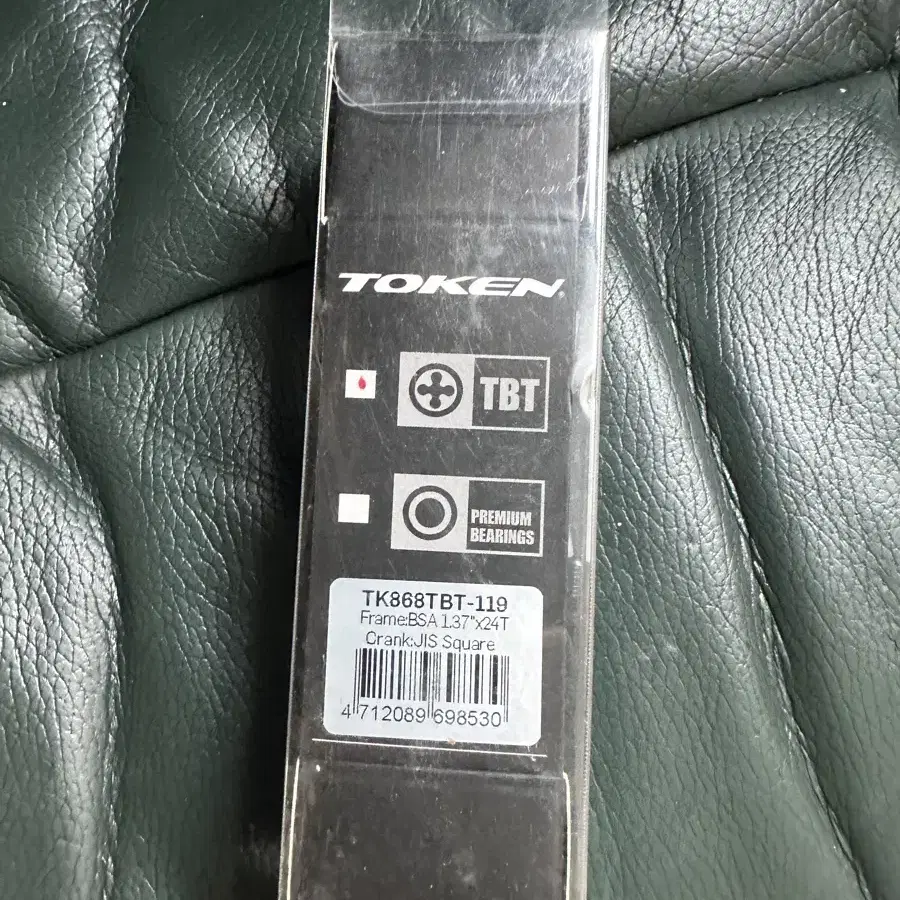 TOKEN
TBT
PREMIUM
BEARINGS
TK868TBT-119
Frame:BSA 1.37"x24T
Crank:JIS Square
4 712089 698530